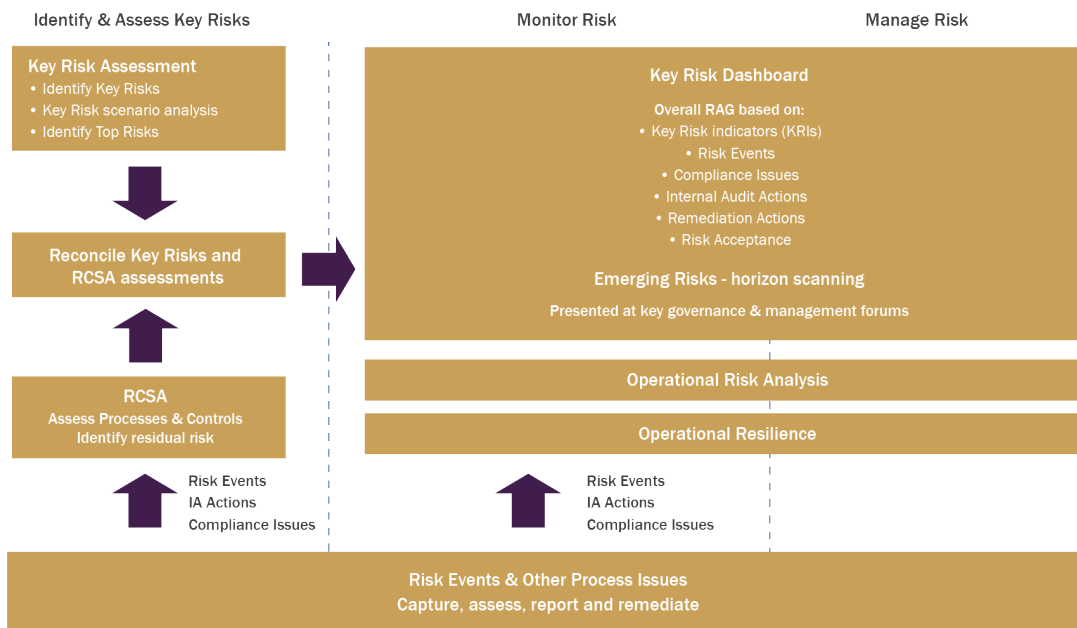 Identify & Assess Key Risks
Monitor Risk
Manage Risk
Key Risk Assessment
• Identify Key Risks
• Key Risk scenario analysis
• Identify Top Risks
Reconcile Key Risks and
RCSA assessments
RCSA
Assess Processes & Controls
Identify residual risk
Risk Events
IA Actions
Compliance Issues
Key Risk Dashboard
Overall RAG based on:
• Key Risk indicators (KRIs)
• Risk Events
• Compliance Issues
• Internal Audit Actions
• Remediation Actions
• Risk Acceptance
Emerging Risks - horizon scanning
Presented at key governance & management forums
Operational Risk Analysis
Operational Resilience
Risk Events
IA Actions
Compliance Issues
Risk Events & Other Process Issues
Capture, assess, report and remediate